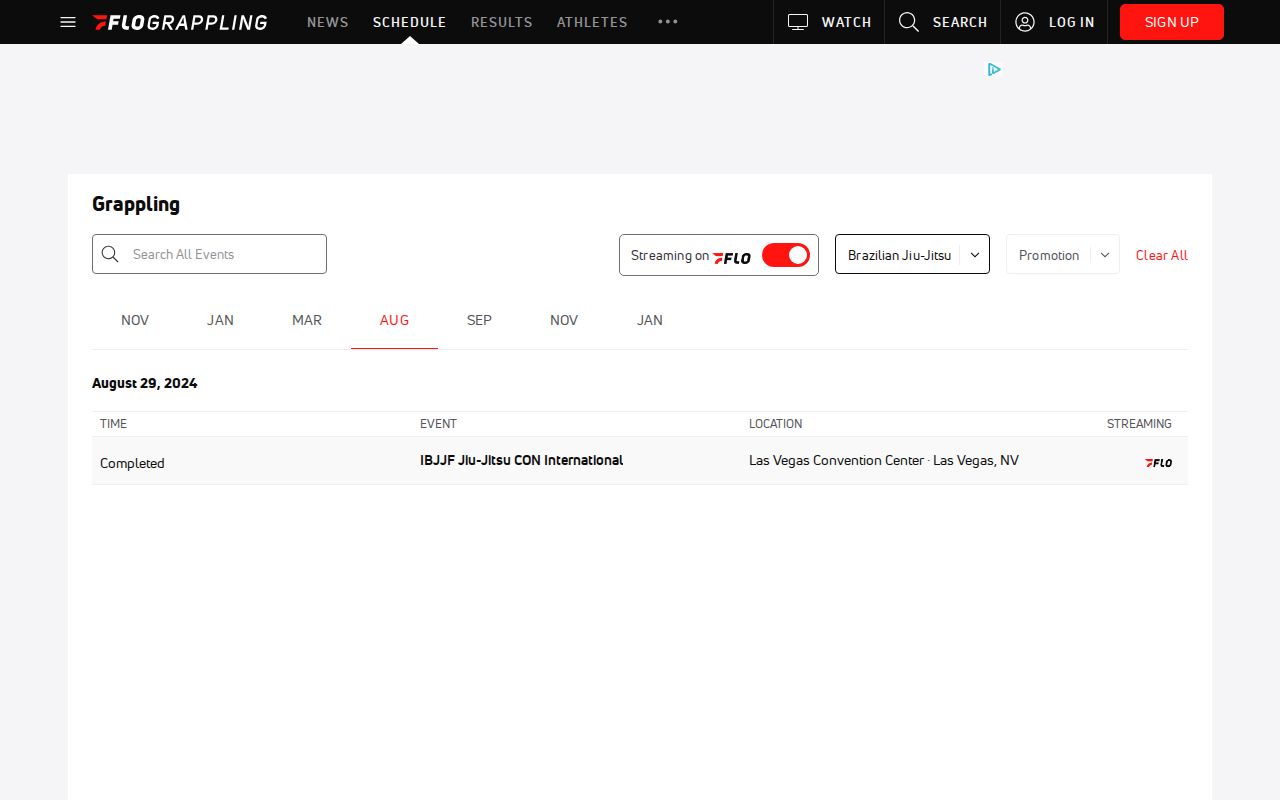 FLOGRAPPLING NEWS SCHEDULE RESULTS ATHLETES ••• WATCH SEARCH LOG IN SIGN UP
Grappling
Search All Events Streaming on FLO Brazilian Jiu-Jitsu Promotion Clear All
NOV JAN MAR AUG SEP NOV JAN
August 29, 2024
TIME EVENT LOCATION STREAMING
Completed IBJJF Jiu-Jitsu CON International Las Vegas Convention Center · Las Vegas, NV FLO